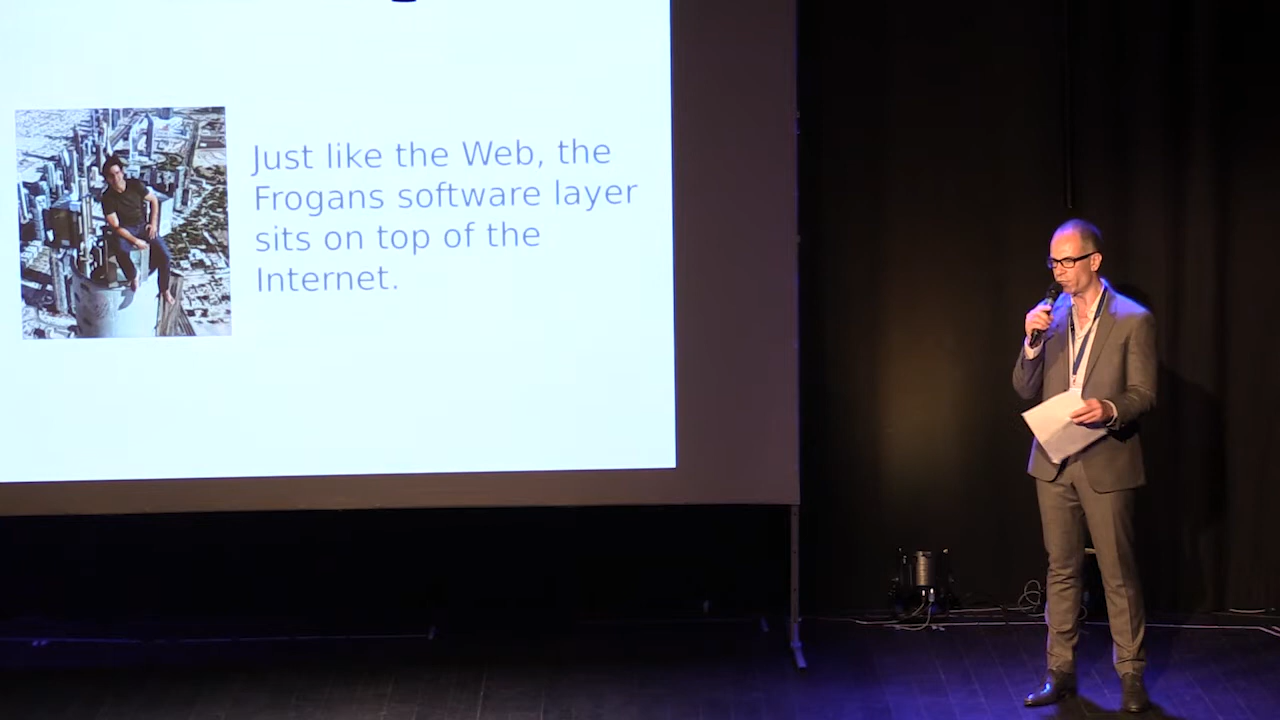 Just like the Web, the
Frogans software layer
sits on top of the
Internet.